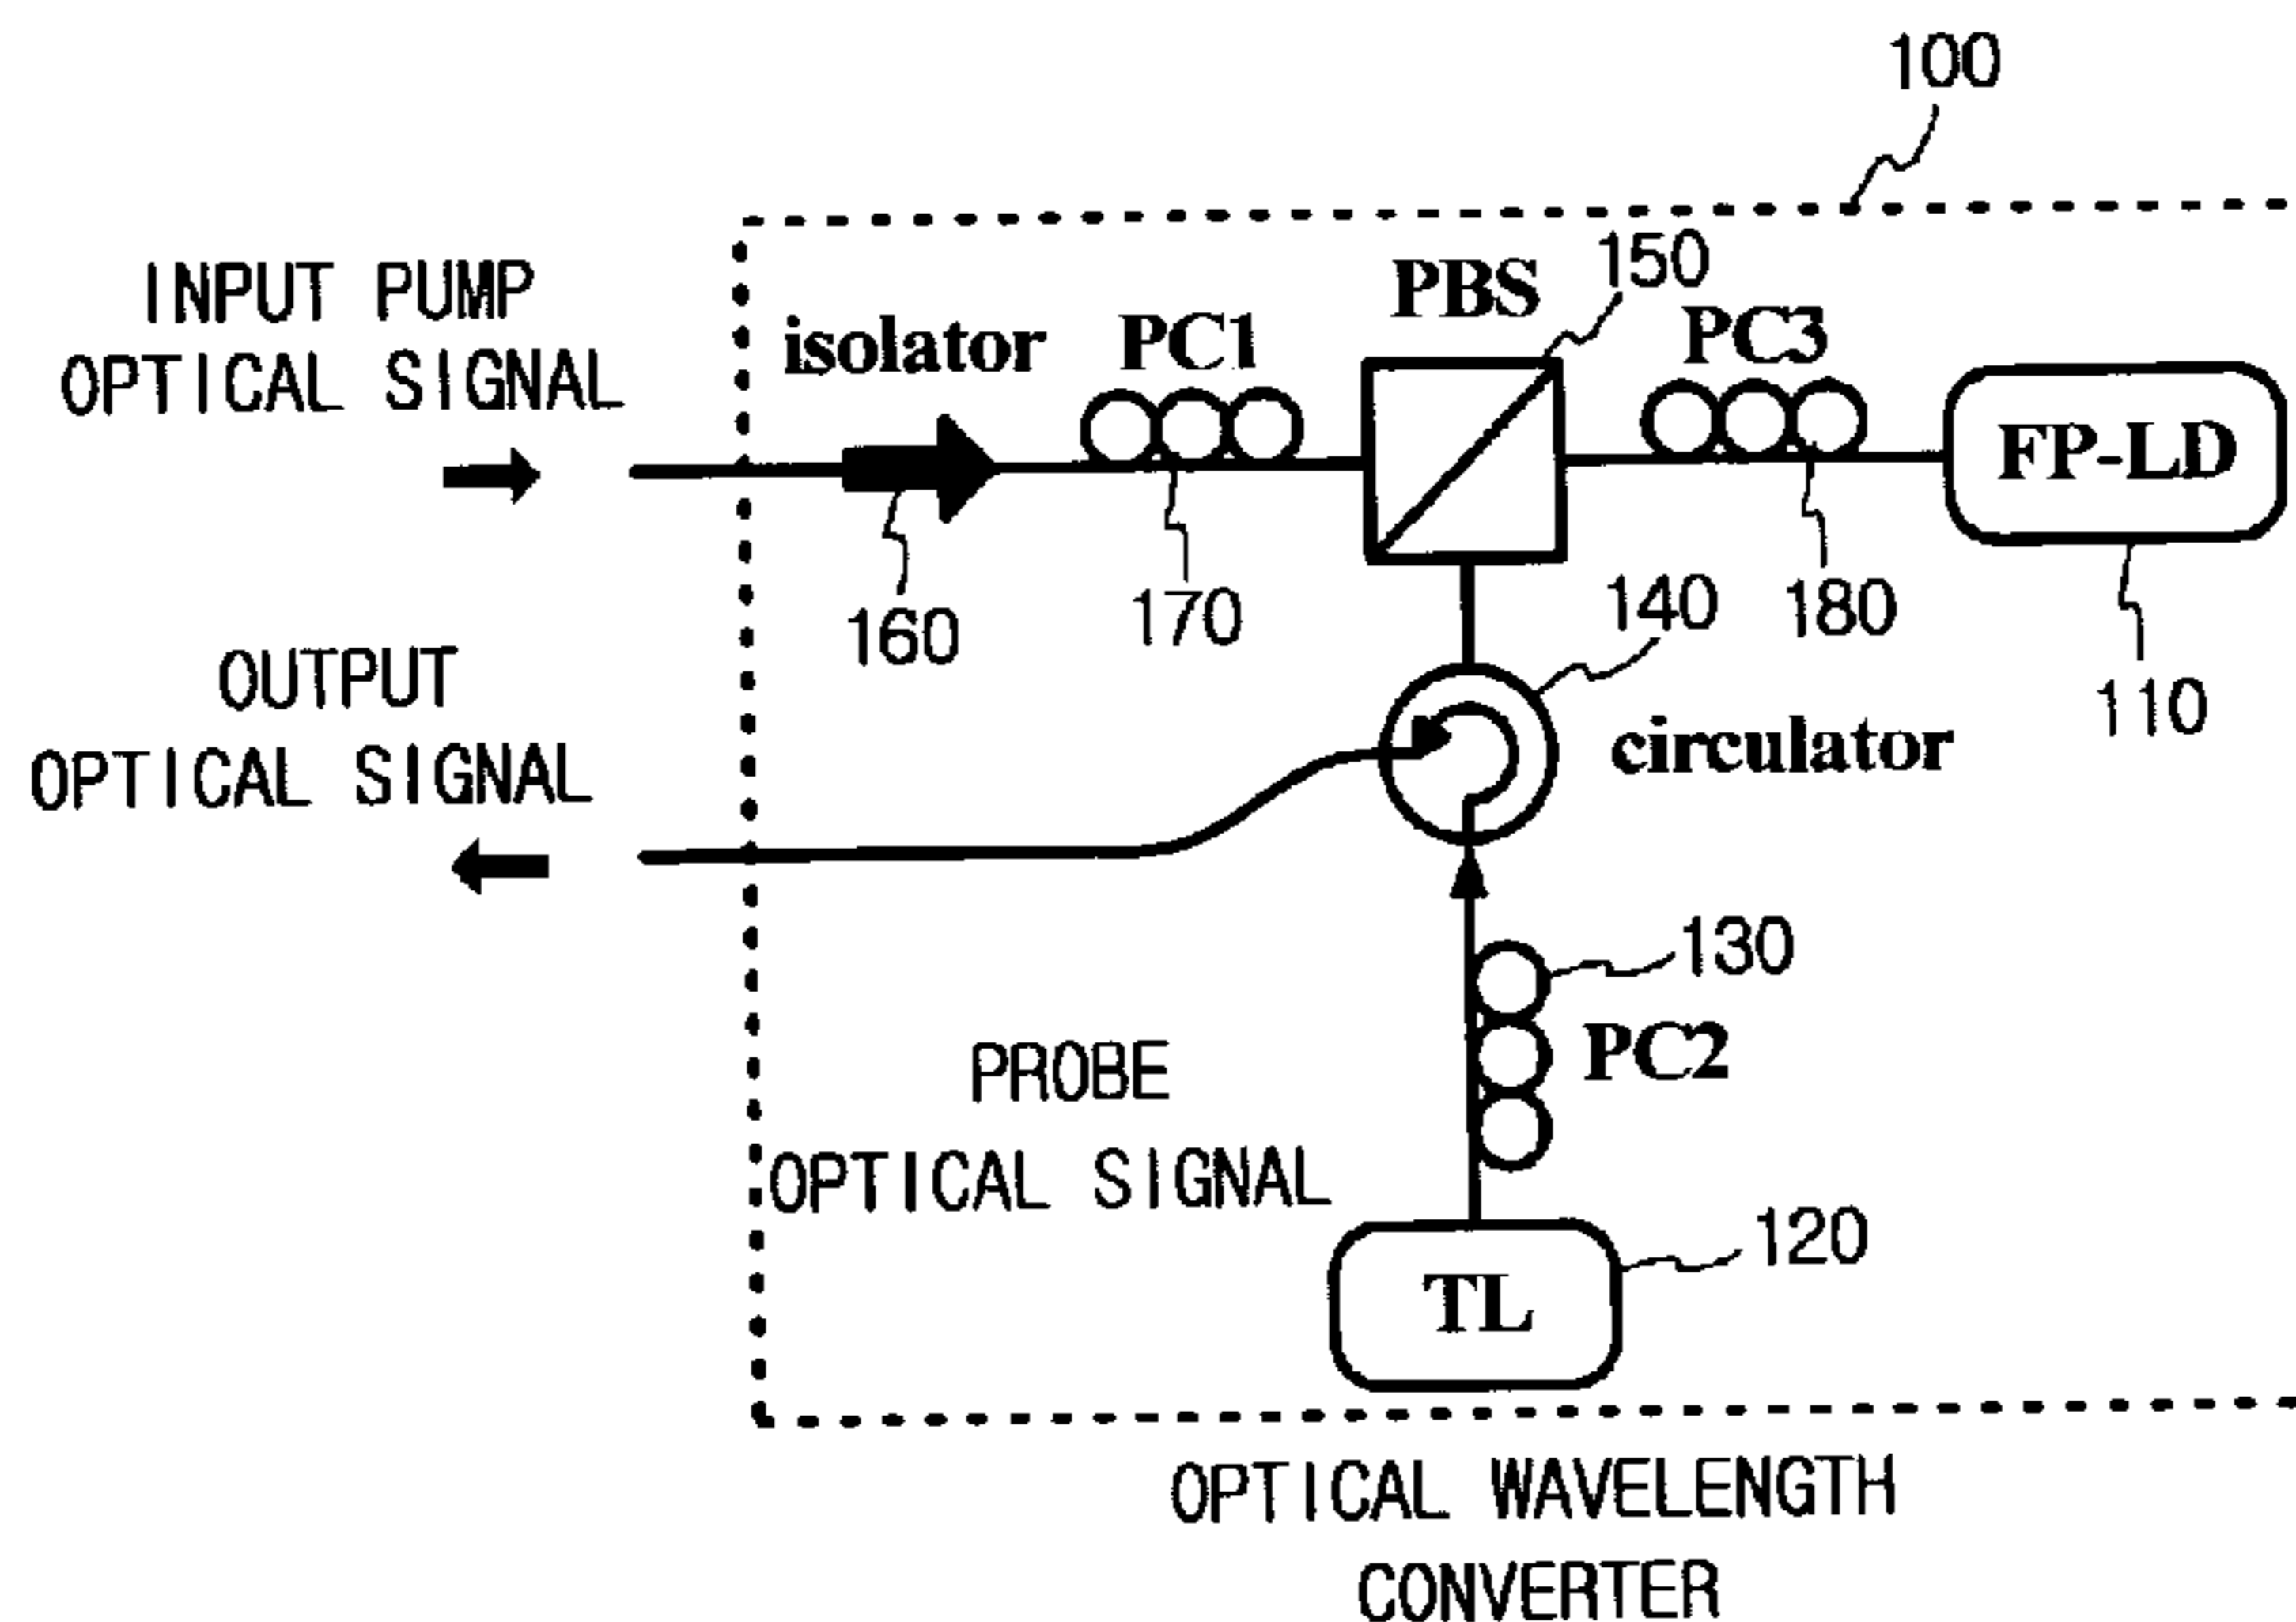 100
INPUT PUMP
OPTICAL SIGNAL
isolator
PC1
PBS
150
PC3
FP-LD
160
170
140
180
110
OUTPUT
OPTICAL SIGNAL
circulator
130
PC2
PROBE
OPTICAL SIGNAL
120
TL
OPTICAL WAVELENGTH
CONVERTER